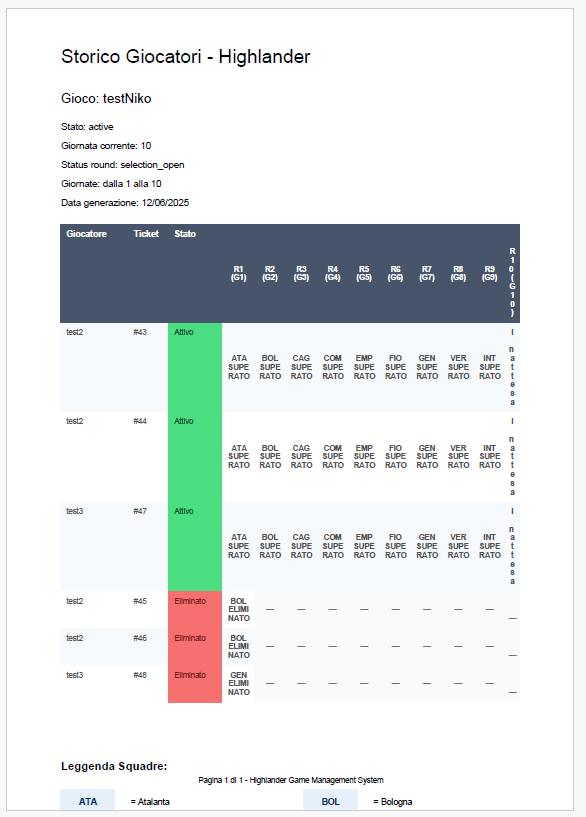 Storico Giocatori - Highlander
Gioco: testNiko
Stato: active
Giornata corrente: 10
Status round: selection_open
Giornate: dalla 1 alla 10
Data generazione: 12/06/2025
Giocatore Ticket Stato R1 (G1) R2 (G2) R3 (G3) R4 (G4) R5 (G5) R6 (G6) R7 (G7) R8 (G8) R9 (G9) R10 (G10)
test2 #43 Attivo ATA SUPERATO BOL SUPERATO CAG SUPERATO COM SUPERATO EMP SUPERATO FIO SUPERATO GEN SUPERATO VER SUPERATO INT SUPERATO I n attesa
test2 #44 Attivo ATA SUPERATO BOL SUPERATO CAG SUPERATO COM SUPERATO EMP SUPERATO FIO SUPERATO GEN SUPERATO VER SUPERATO INT SUPERATO I n attesa
test3 #47 Attivo ATA SUPERATO BOL SUPERATO CAG SUPERATO COM SUPERATO EMP SUPERATO FIO SUPERATO GEN SUPERATO VER SUPERATO INT SUPERATO I n attesa
test2 #45 Eliminato BOL ELIMINATO — — — — — — — — —
test2 #46 Eliminato BOL ELIMINATO — — — — — — — — —
test3 #48 Eliminato GEN ELIMINATO — — — — — — — — —
Leggenda Squadre:
Pagina 1 di 1 - Highlander Game Management System
ATA = Atalanta BOL = Bologna